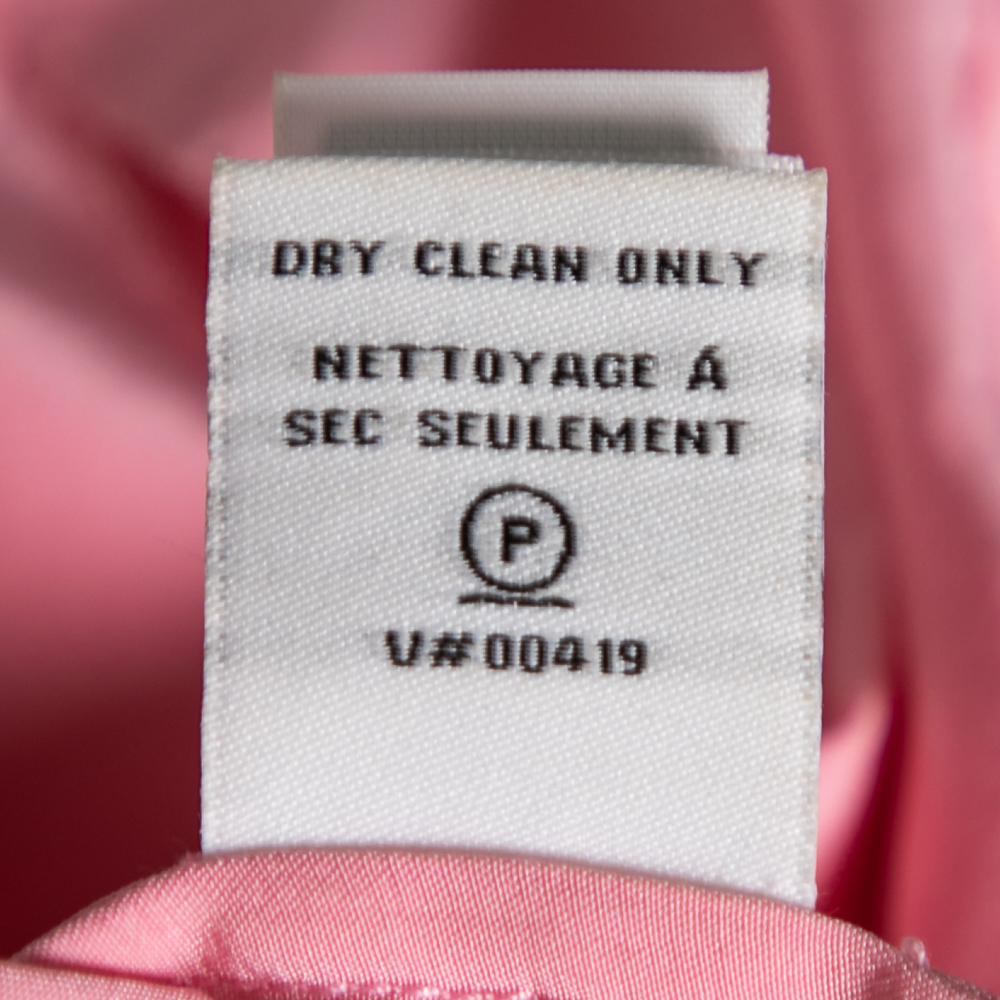 DRY CLEAN ONLY
NETTOYAGE Á
SEC SEULEMENT
P
V#00419